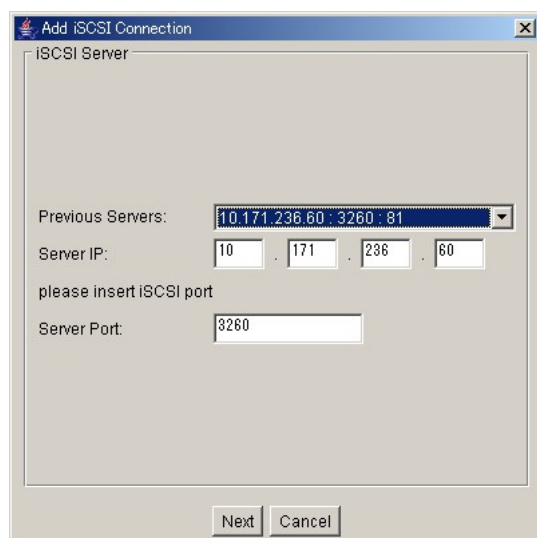 Add iSCSI Connection
iSCSI Server
Previous Servers: 10.171.236.60 : 3260 : 81
Server IP: 10 . 171 . 236 . 60
please insert iSCSI port
Server Port: 3260
Next Cancel